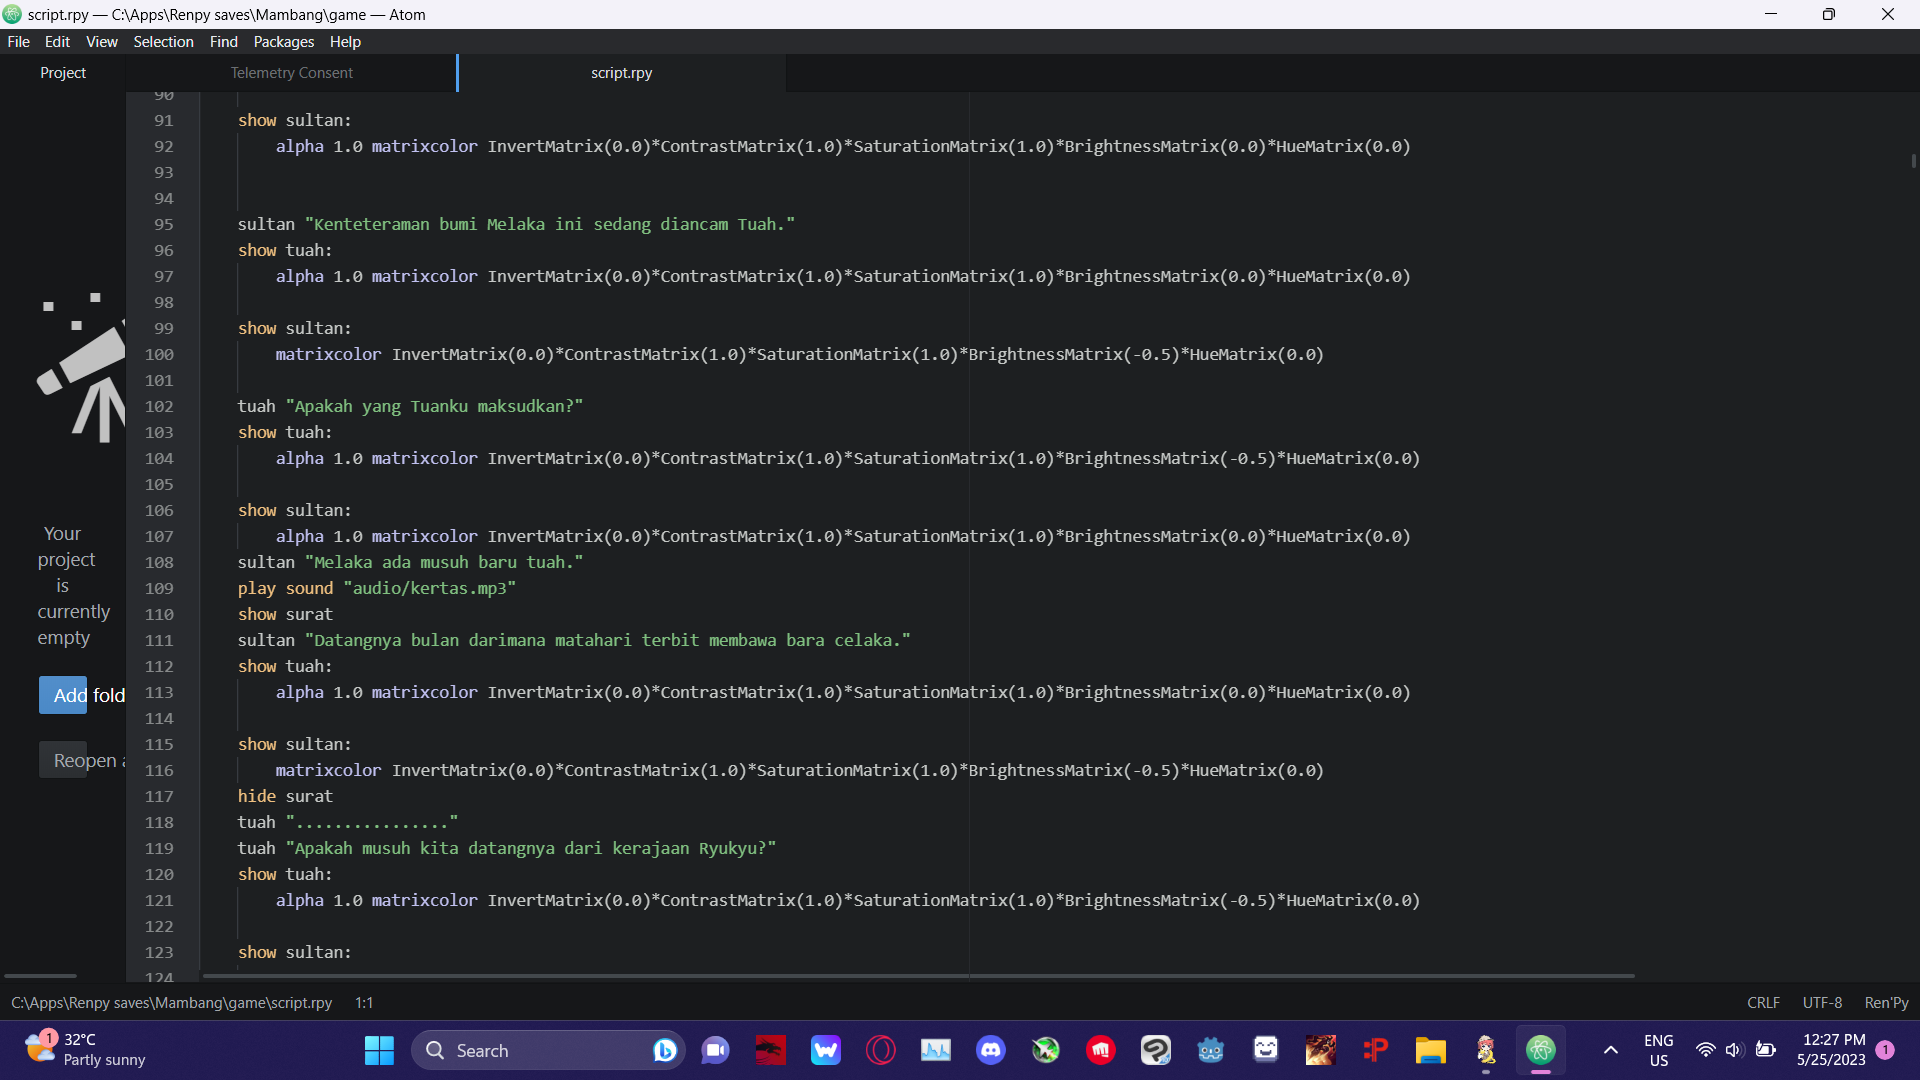 script.rpy — C:\Apps\Renpy saves\Mambang\game — Atom
File Edit View Selection Find Packages Help
Project Telemetry Consent script.rpy
90
91 show sultan:
92 alpha 1.0 matrixcolor InvertMatrix(0.0)*ContrastMatrix(1.0)*SaturationMatrix(1.0)*BrightnessMatrix(0.0)*HueMatrix(0.0)
93
94
95 sultan "Kenteteraman bumi Melaka ini sedang diancam Tuah."
96 show tuah:
97 alpha 1.0 matrixcolor InvertMatrix(0.0)*ContrastMatrix(1.0)*SaturationMatrix(1.0)*BrightnessMatrix(0.0)*HueMatrix(0.0)
98
99 show sultan:
100 matrixcolor InvertMatrix(0.0)*ContrastMatrix(1.0)*SaturationMatrix(1.0)*BrightnessMatrix(-0.5)*HueMatrix(0.0)
101
102 tuah "Apakah yang Tuanku maksudkan?"
103 show tuah:
104 alpha 1.0 matrixcolor InvertMatrix(0.0)*ContrastMatrix(1.0)*SaturationMatrix(1.0)*BrightnessMatrix(-0.5)*HueMatrix(0.0)
105
106 show sultan:
107 alpha 1.0 matrixcolor InvertMatrix(0.0)*ContrastMatrix(1.0)*SaturationMatrix(1.0)*BrightnessMatrix(0.0)*HueMatrix(0.0)
108 sultan "Melaka ada musuh baru tuah."
109 play sound "audio/kertas.mp3"
110 show surat
111 sultan "Datangnya bulan darimana matahari terbit membawa bara celaka."
112 show tuah:
113 alpha 1.0 matrixcolor InvertMatrix(0.0)*ContrastMatrix(1.0)*SaturationMatrix(1.0)*BrightnessMatrix(0.0)*HueMatrix(0.0)
114
115 show sultan:
116 matrixcolor InvertMatrix(0.0)*ContrastMatrix(1.0)*SaturationMatrix(1.0)*BrightnessMatrix(-0.5)*HueMatrix(0.0)
117 hide surat
118 tuah "................"
119 tuah "Apakah musuh kita datangnya dari kerajaan Ryukyu?"
120 show tuah:
121 alpha 1.0 matrixcolor InvertMatrix(0.0)*ContrastMatrix(1.0)*SaturationMatrix(1.0)*BrightnessMatrix(-0.5)*HueMatrix(0.0)
122
123 show sultan:
124
Your
project
is
currently
empty
Add fold
Reopen a
C:\Apps\Renpy saves\Mambang\game\script.rpy 1:1 CRLF UTF-8 Ren'Py
1
32°C
Partly sunny
Search
ENG
US
12:27 PM
5/25/2023
1